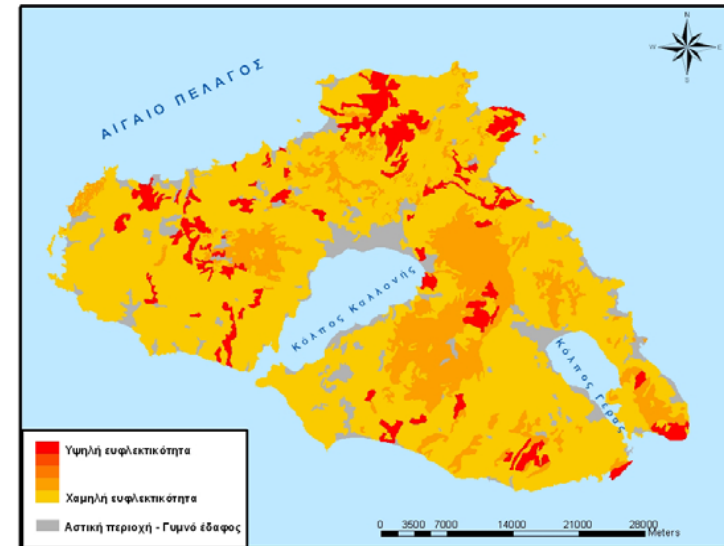 N
W E
S
ΑΙΓΑΙΟ ΠΕΛΑΓΟΣ
Κόλπος Καλλονής
Κόλπος Γέρας
Υψηλή ευφλεκτικότητα
Χαμηλή ευφλεκτικότητα
Αστική περιοχή - Γυμνό έδαφος
0 3500 7000 14000 21000 28000
Meters